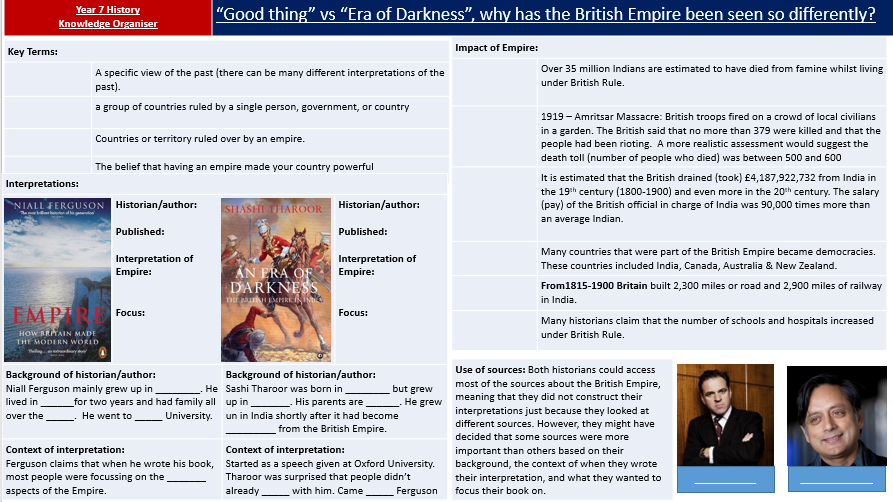 Year 7 History
Knowledge Organiser
“Good thing” vs “Era of Darkness”, why has the British Empire been seen so differently?
Key Terms:
A specific view of the past (there can be many different interpretations of the
past).
a group of countries ruled by a single person, government, or country
Countries or territory ruled over by an empire.
The belief that having an empire made your country powerful
Interpretations:
NIALL FERGUSON
EMPIRE
HOW BRITAIN MADE
THE MODERN WORLD
Historian/author:
Published:
Interpretation of
Empire:
Focus:
SHASHI THAROOR
AN ERA OF
DARKNESS
THE BRITISH EMPIRE IN INDIA
Historian/author:
Published:
Interpretation of
Empire:
Focus:
Background of historian/author:
Niall Ferguson mainly grew up in _________. He
lived in _______for two years and had family all
over the _____. He went to _____ University.
Background of historian/author:
Sashi Tharoor was born in _________ but grew
up in _________. His parents are _______. He grew
un in India shortly after it had become
__________ from the British Empire.
Context of interpretation:
Ferguson claims that when he wrote his book,
most people were focussing on the ________
aspects of the Empire.
Context of interpretation:
Started as a speech given at Oxford University.
Tharoor was surprised that people didn’t
already _____ with him. Came _____ Ferguson
Impact of Empire:
Over 35 million Indians are estimated to have died from famine whilst living
under British Rule.
1919 – Amritsar Massacre: British troops fired on a crowd of local civilians
in a garden. The British said that no more than 379 were killed and that the
people had been rioting. A more realistic assessment would suggest the
death toll (number of people who died) was between 500 and 600
It is estimated that the British drained (took) £4,187,922,732 from India in
the 19th century (1800-1900) and even more in the 20th century. The salary
(pay) of the British official in charge of India was 90,000 times more than
an average Indian.
Many countries that were part of the British Empire became democracies.
These countries included India, Canada, Australia & New Zealand.
From1815-1900 Britain built 2,300 miles or road and 2,900 miles of railway
in India.
Many historians claim that the number of schools and hospitals increased
under British Rule.
Use of sources: Both historians could access
most of the sources about the British Empire,
meaning that they did not construct their
interpretations just because they looked at
different sources. However, they might have
decided that some sources were more
important than others based on their
background, the context of when they wrote
their interpretation, and what they wanted to
focus their book on.